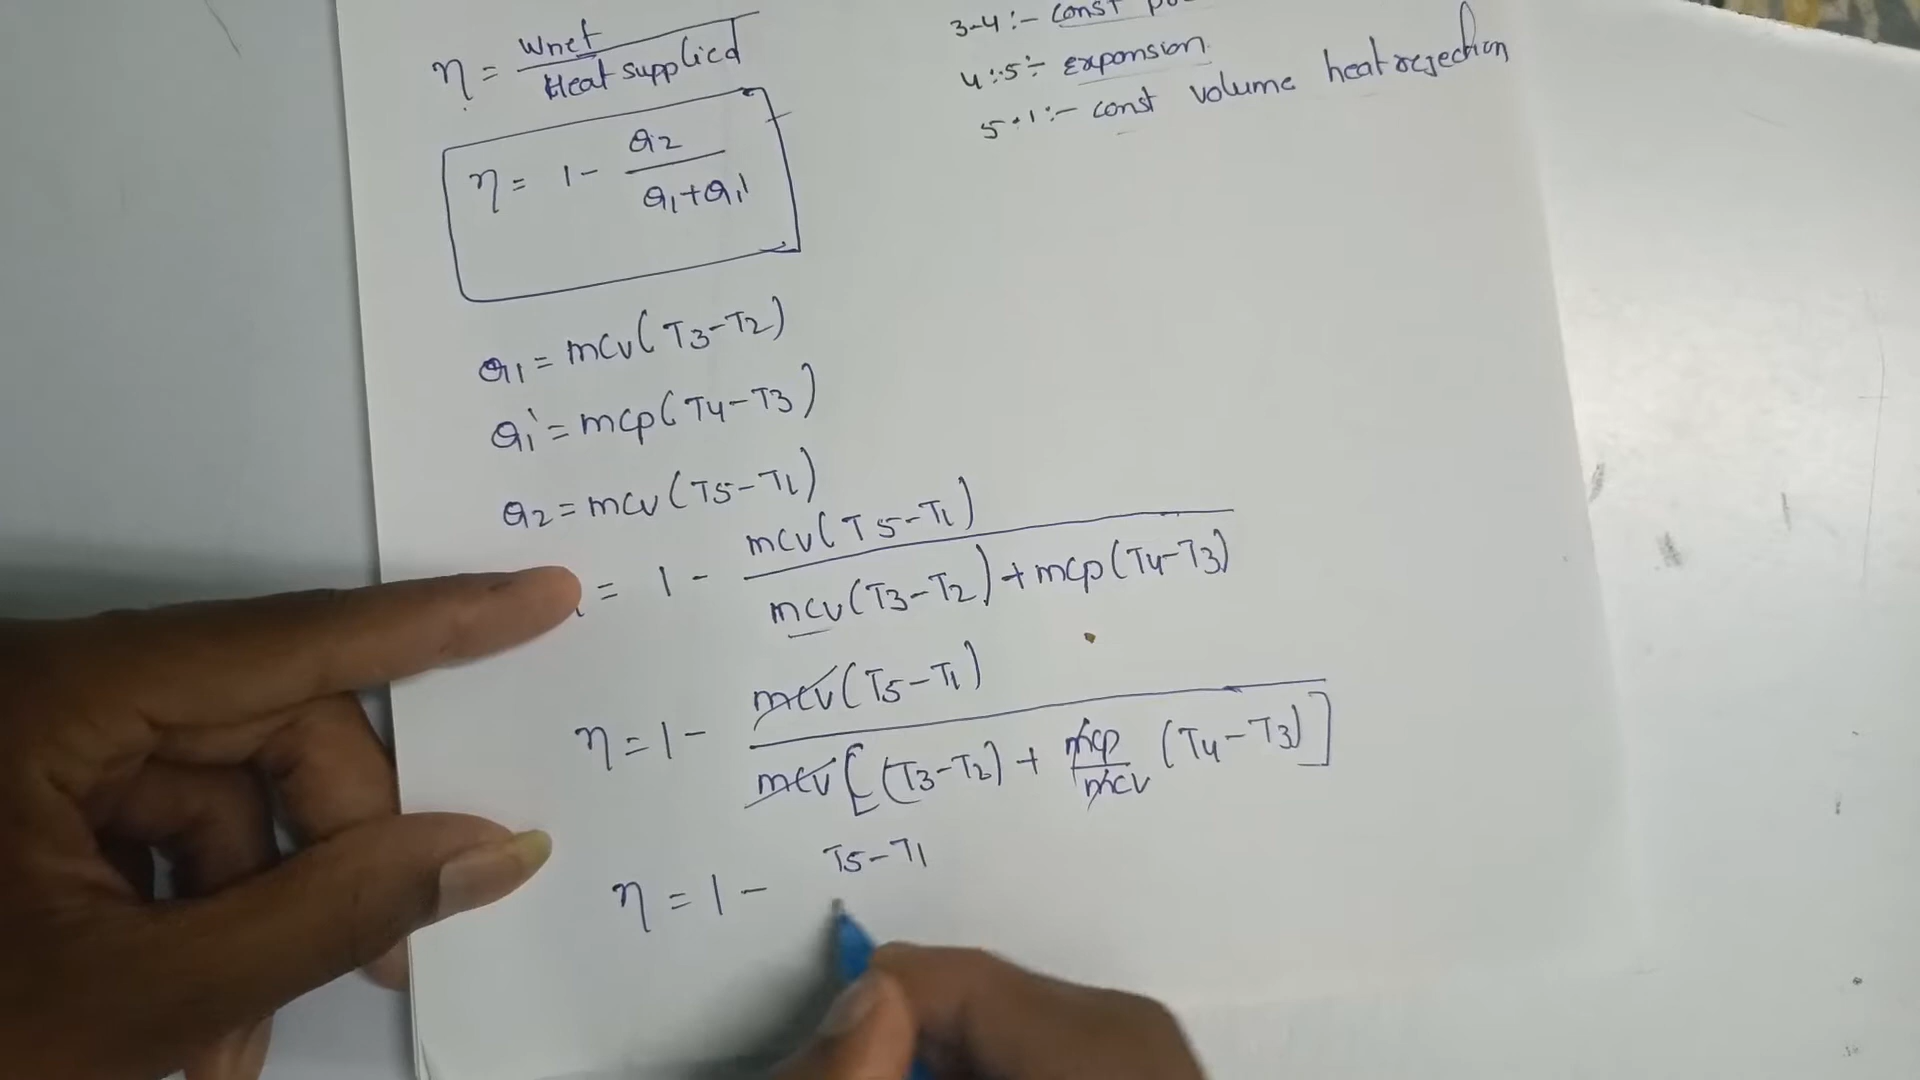 η = Wnet / Heat supplied
η = 1 - Q2 / Q1+Q1'
3-4 :- const
4:5 :- expansion
5-1 :- const volume heat rejection
Q1 = mcv(T3-T2)
Q1' = mcp(T4-T3)
Q2 = mcv(T5-T1)
= 1 - mcv(T5-T1) / mcv(T3-T2)+mcp(T4-T3)
η = 1 - mcv(T5-T1) / mcv[(T3-T2) + mcp/mcv (T4-T3)]
η = 1 - T5-T1